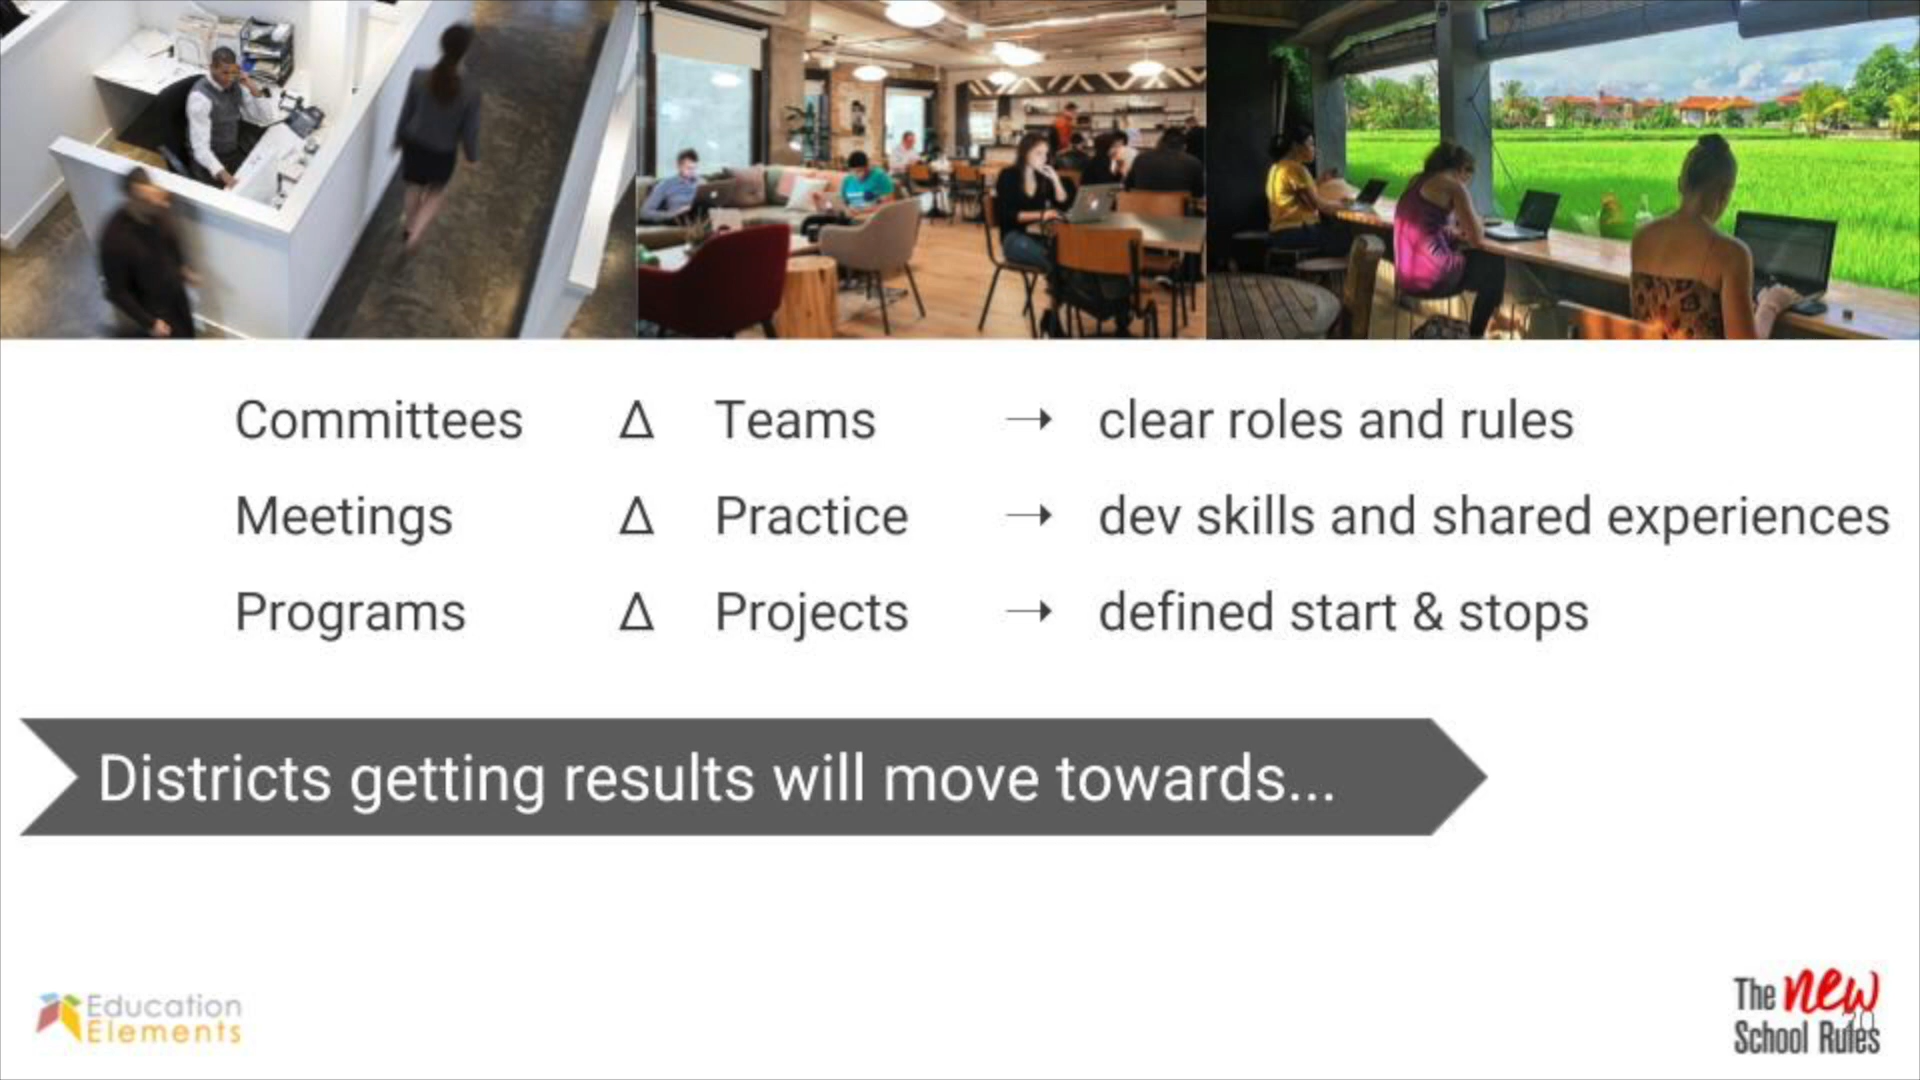 Committees Δ Teams → clear roles and rules
Meetings Δ Practice → dev skills and shared experiences
Programs Δ Projects → defined start & stops
Districts getting results will move towards...
Education
Elements
The new
School Rules
20